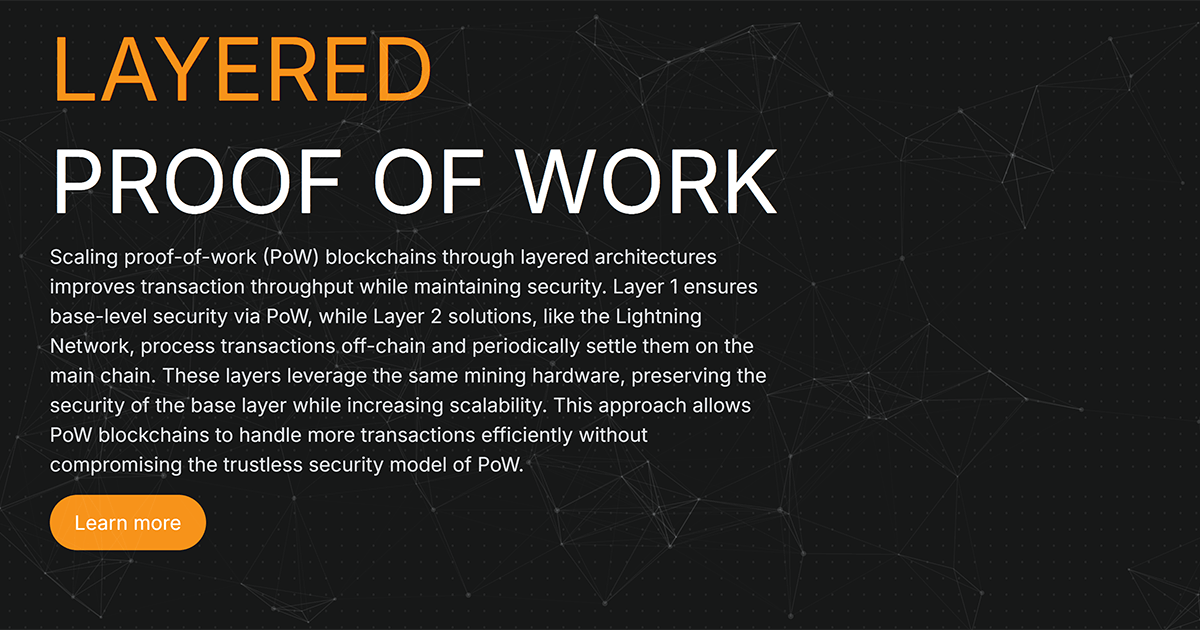 LAYERED
PROOF OF WORK
Scaling proof-of-work (PoW) blockchains through layered architectures
improves transaction throughput while maintaining security. Layer 1 ensures
base-level security via PoW, while Layer 2 solutions, like the Lightning
Network, process transactions off-chain and periodically settle them on the
main chain. These layers leverage the same mining hardware, preserving the
security of the base layer while increasing scalability. This approach allows
PoW blockchains to handle more transactions efficiently without
compromising the trustless security model of PoW.
Learn more